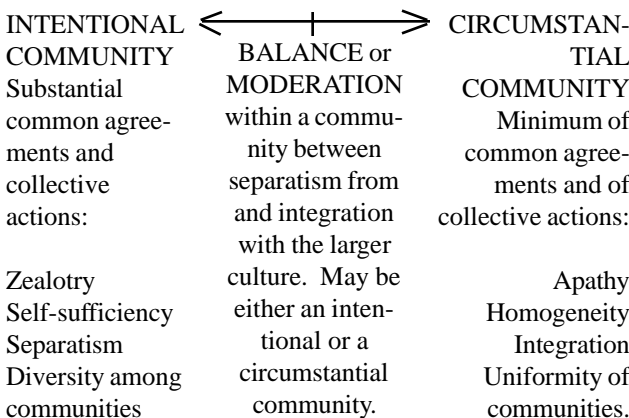 INTENTIONAL
COMMUNITY
Substantial
common agree-
ments and
collective
actions:
Zealotry
Self-sufficiency
Separatism
Diversity among
communities
BALANCE or
MODERATION
within a commu-
nity between
separatism from
and integration
with the larger
culture.  May be
either an inten-
tional or a
circumstantial
community.
CIRCUMSTAN-
TIAL
COMMUNITY
Minimum of
common agree-
ments and of
collective actions:
Apathy
Homogeneity
Integration
Uniformity of
communities.